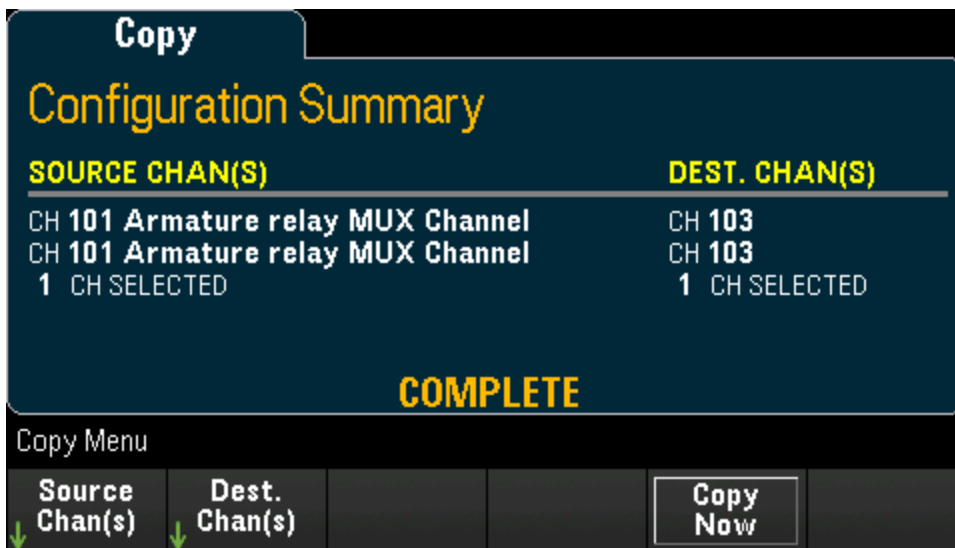 Copy
Configuration Summary
SOURCE CHAN(S) DEST. CHAN(S)
CH 101 Armature relay MUX Channel CH 103
CH 101 Armature relay MUX Channel CH 103
1 CH SELECTED 1 CH SELECTED
COMPLETE
Copy Menu
Source Chan(s)
Dest. Chan(s)
Copy Now